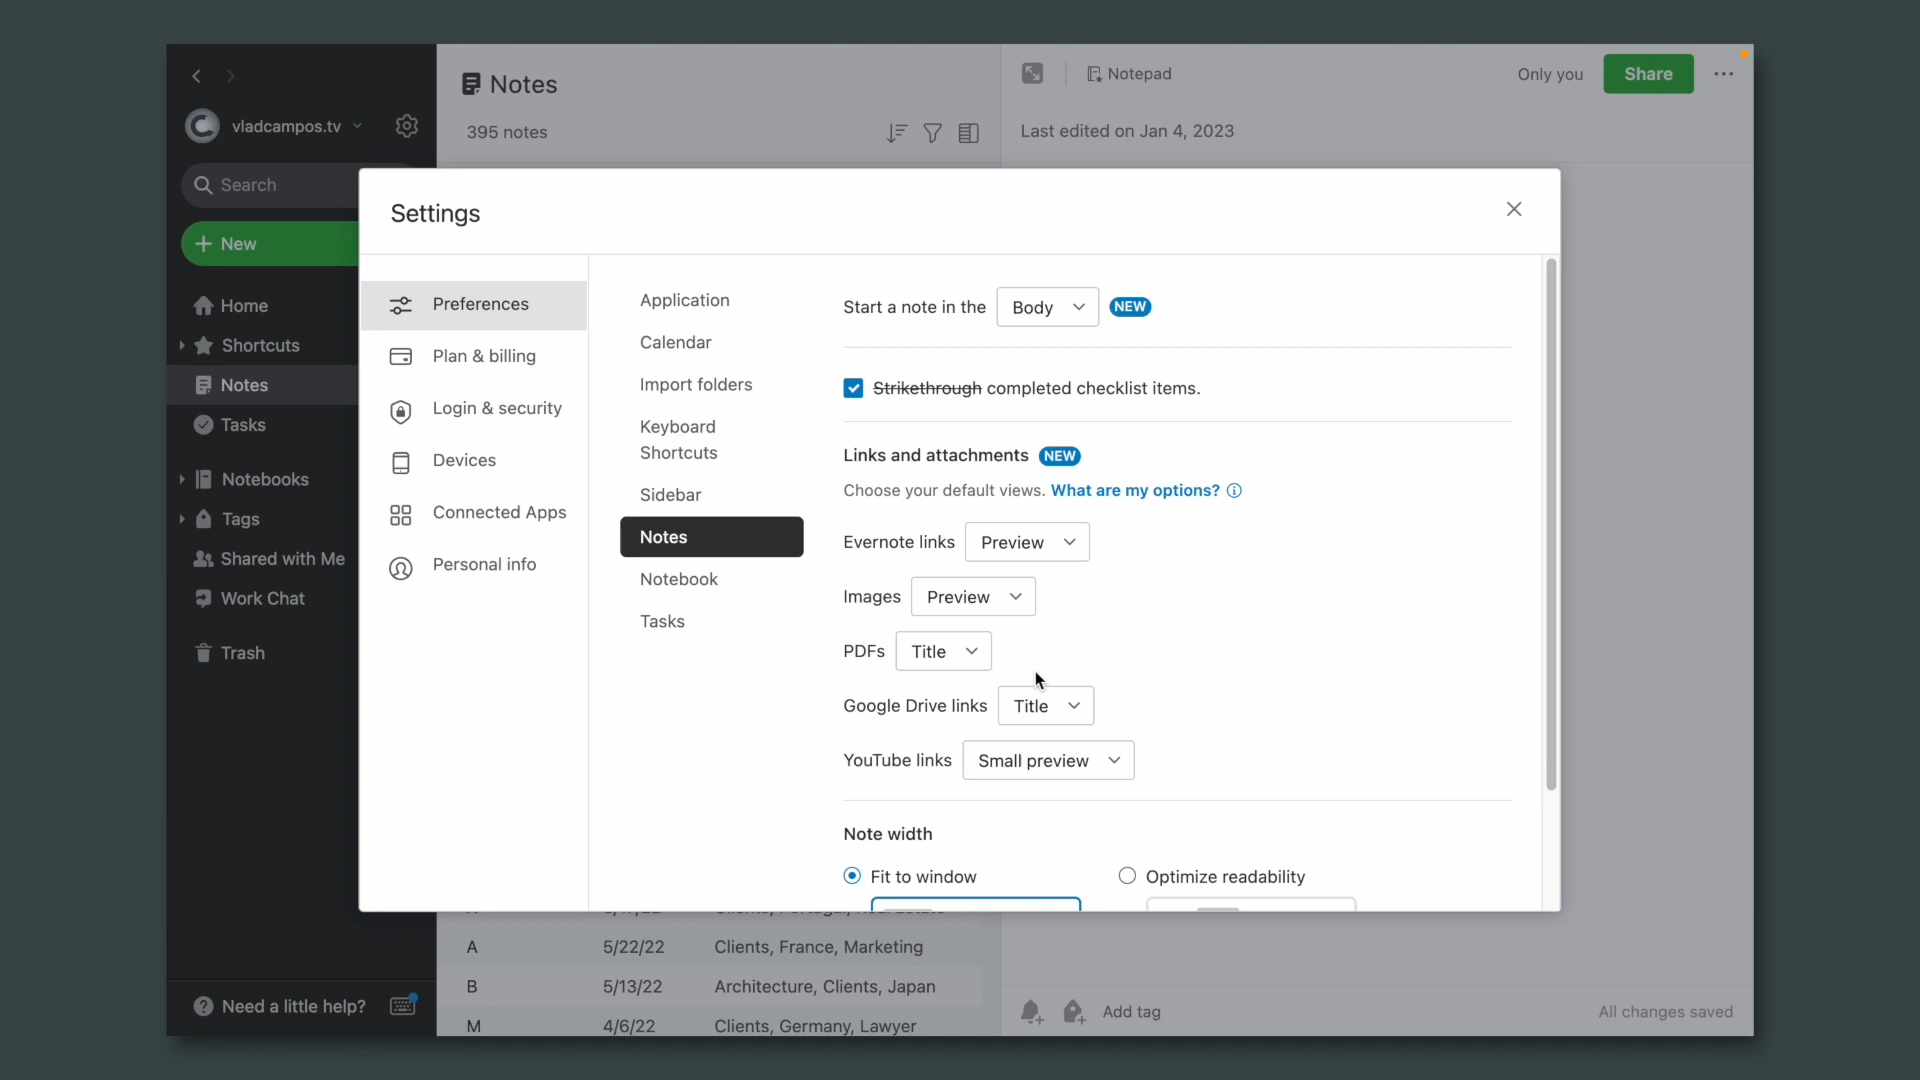 Notes
Notepad
Only you
Share
vladcampos.tv
395 notes
Last edited on Jan 4, 2023
Search
Settings
New
Home
Shortcuts
Notes
Tasks
Notebooks
Tags
Shared with Me
Work Chat
Trash
Preferences
Plan & billing
Login & security
Devices
Connected Apps
Personal info
Application
Calendar
Import folders
Keyboard
Shortcuts
Sidebar
Notes
Notebook
Tasks
Start a note in the Body NEW
Strikethrough completed checklist items.
Links and attachments NEW
Choose your default views. What are my options?
Evernote links Preview
Images Preview
PDFs Title
Google Drive links Title
YouTube links Small preview
Note width
Fit to window Optimize readability
A 5/22/22 Clients, France, Marketing
B 5/13/22 Architecture, Clients, Japan
M 4/6/22 Clients, Germany, Lawyer
Need a little help?
Add tag
All changes saved